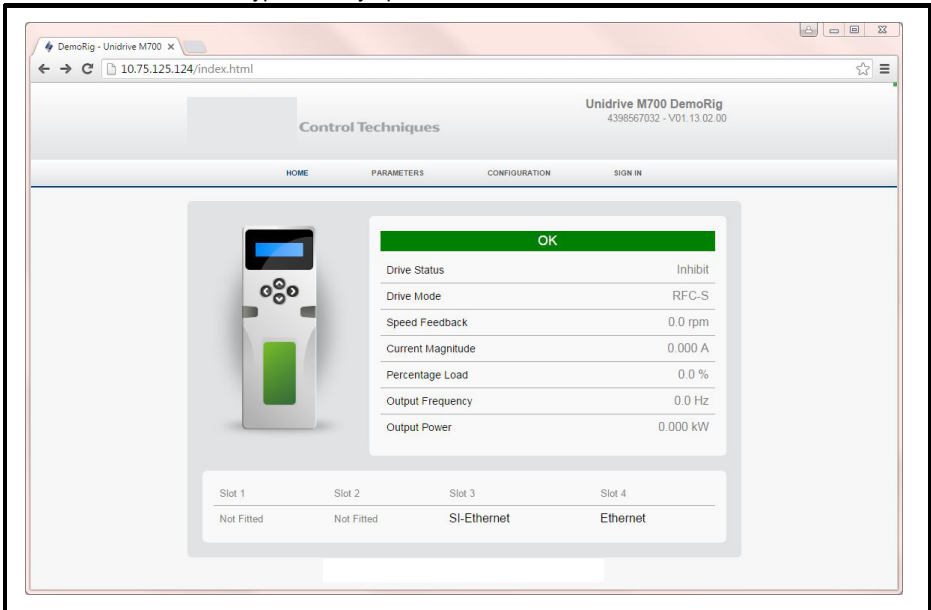 DemoRig - Unidrive M700
10.75.125.124/index.html
Control Techniques
Unidrive M700 DemoRig
4398567032 - V01.13.02.00
HOME PARAMETERS CONFIGURATION SIGN IN
OK
Drive Status Inhibit
Drive Mode RFC-S
Speed Feedback 0.0 rpm
Current Magnitude 0.000 A
Percentage Load 0.0 %
Output Frequency 0.0 Hz
Output Power 0.000 kW
Slot 1 Slot 2 Slot 3 Slot 4
Not Fitted Not Fitted SI-Ethernet Ethernet